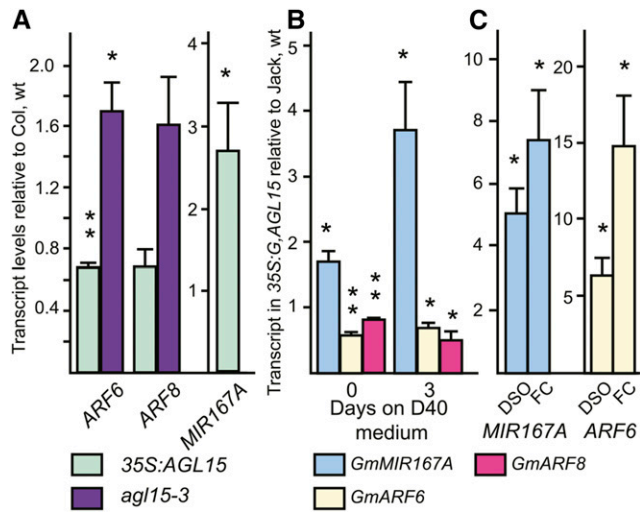 A
B
C
Transcript levels relative to Col, wt
2.0
1.6
1.2
0.8
0.4
*
**
*
4
3
2
1
ARF6
ARF8
MIR167A
35S:AGL15
agl15-3
Transcript in 35S:G,AGL15 relative to Jack, wt
5
4
3
2
1
*
**
**
*
*
*
0 3
Days on D40
medium
GmMIR167A
GmARF6
GmARF8
10
8
6
4
2
*
*
20
15
10
5
*
*
DSO FC
DSO FC
MIR167A ARF6